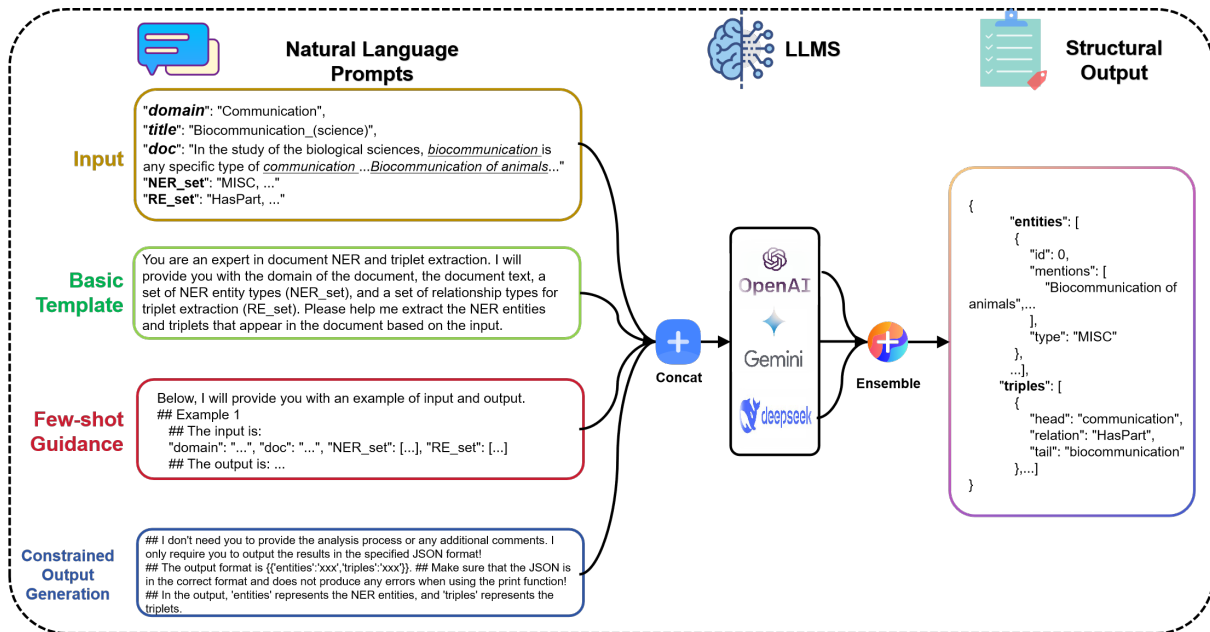 Natural Language
Prompts
LLMS
Structural
Output
Input
"domain": "Communication",
"title": "Biocommunication_(science)",
"doc": "In the study of the biological sciences, biocommunication is
any specific type of communication ...Biocommunication of animals..."
"NER_set": "MISC, ..."
"RE_set": "HasPart, ..."
Basic
Template
You are an expert in document NER and triplet extraction. I will
provide you with the domain of the document, the document text, a
set of NER entity types (NER_set), and a set of relationship types for
triplet extraction (RE_set). Please help me extract the NER entities
and triplets that appear in the document based on the input.
Few-shot
Guidance
Below, I will provide you with an example of input and output.
## Example 1
## The input is:
"domain": "...", "doc": "...", "NER_set": [...], "RE_set": [...]
## The output is: ...
Constrained
Output
Generation
## I don't need you to provide the analysis process or any additional comments. I
only require you to output the results in the specified JSON format!
## The output format is {{'entities':'xxx','triples':'xxx'}}. ## Make sure that the JSON is
in the correct format and does not produce any errors when using the print function!
## In the output, 'entities' represents the NER entities, and 'triples' represents the
triplets.
Concat
OpenAI
Gemini
deepseek
Ensemble
{
"entities": [
{
"id": 0,
"mentions": [
"Biocommunication of
animals",...
],
"type": "MISC"
},
...],
"triples": [
{
"head": "communication",
"relation": "HasPart",
"tail": "biocommunication"
},...]
}